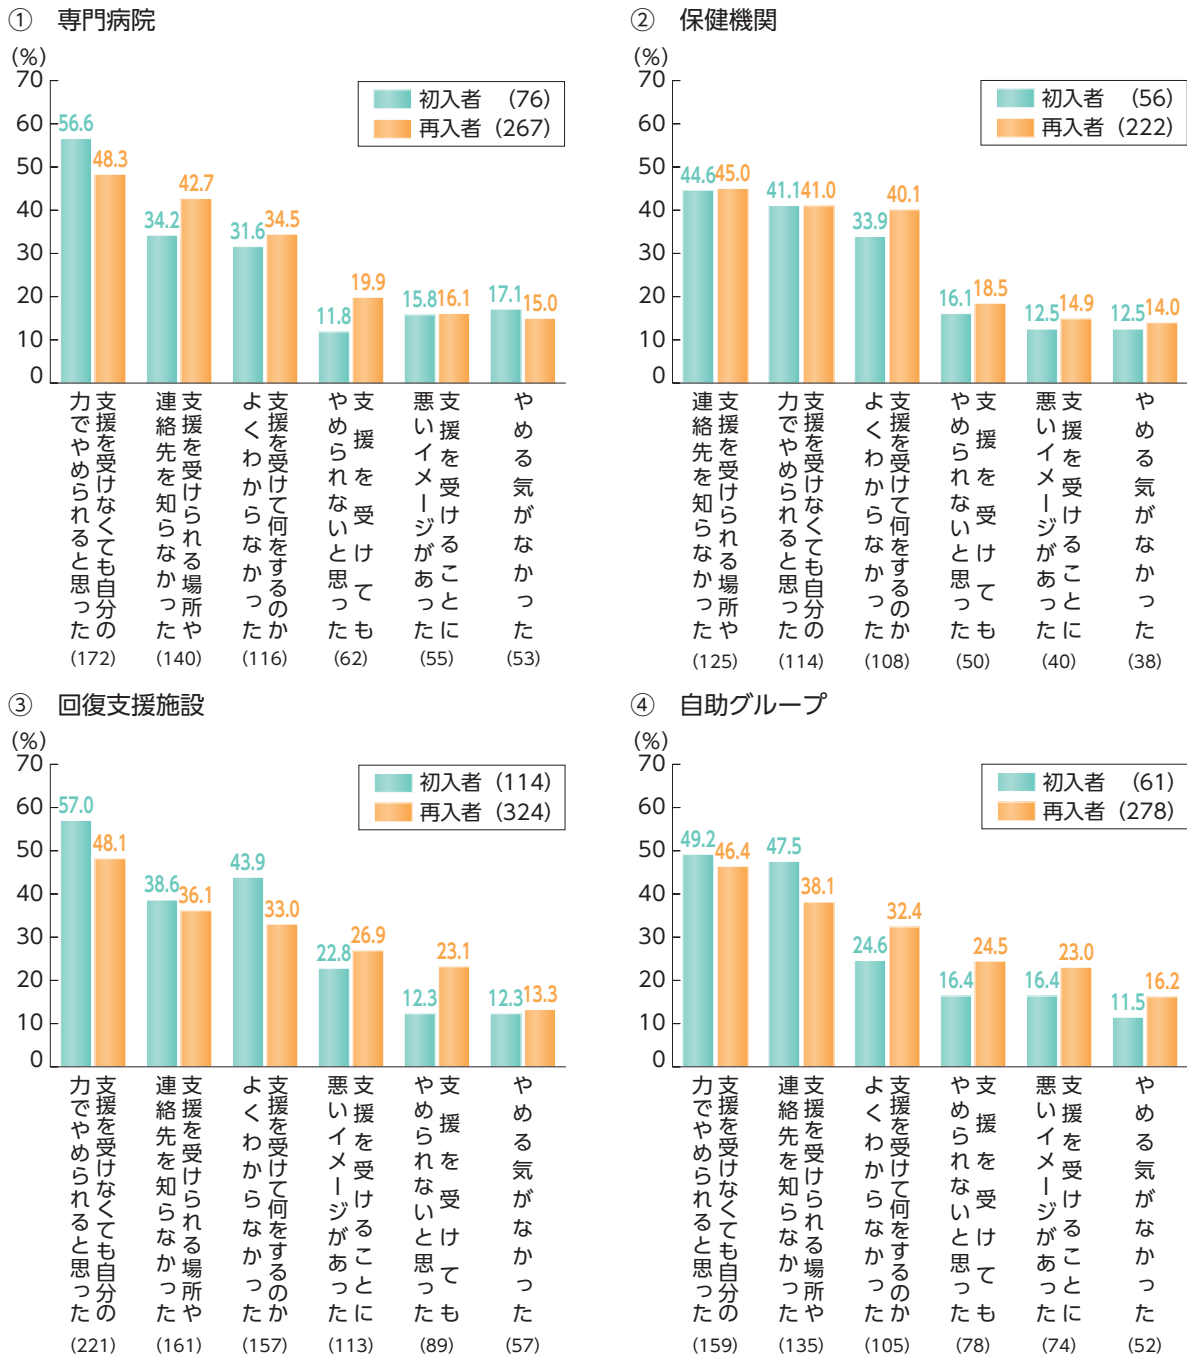 ① 専門病院
(%)
70
60
50
40
30
20
10
0
初入者 (76)
再入者 (267)
56.6
48.3
34.2
42.7
31.6
34.5
11.8
19.9
15.8
16.1
17.1
15.0
支援を受けなくても自分の
力でやめられると思った
(172)
支援を受けられる場所や
連絡先を知らなかった
(140)
支援を受けて何をするのか
よくわからなかった
(116)
支援を受けても
やめられないと思った
(62)
支援を受けることに
悪いイメージがあった
(55)
やめる気がなかった
(53)
② 保健機関
(%)
70
60
50
40
30
20
10
0
初入者 (56)
再入者 (222)
44.6
45.0
41.1
41.0
33.9
40.1
16.1
18.5
12.5
14.9
12.5
14.0
支援を受けられる場所や
連絡先を知らなかった
(125)
支援を受けなくても自分の
力でやめられると思った
(114)
支援を受けて何をするのか
よくわからなかった
(108)
支援を受けても
やめられないと思った
(50)
支援を受けることに
悪いイメージがあった
(40)
やめる気がなかった
(38)
③ 回復支援施設
(%)
70
60
50
40
30
20
10
0
初入者 (114)
再入者 (324)
57.0
48.1
38.6
36.1
43.9
33.0
22.8
26.9
12.3
23.1
12.3
13.3
支援を受けなくても自分の
力でやめられると思った
(221)
支援を受けられる場所や
連絡先を知らなかった
(161)
支援を受けて何をするのか
よくわからなかった
(157)
支援を受けることに
悪いイメージがあった
(113)
支援を受けても
やめられないと思った
(89)
やめる気がなかった
(57)
④ 自助グループ
(%)
70
60
50
40
30
20
10
0
初入者 (61)
再入者 (278)
49.2
46.4
47.5
38.1
24.6
32.4
16.4
24.5
16.4
23.0
11.5
16.2
支援を受けなくても自分の
力でやめられると思った
(159)
支援を受けられる場所や
連絡先を知らなかった
(135)
支援を受けて何をするのか
よくわからなかった
(105)
支援を受けても
やめられないと思った
(78)
支援を受けることに
悪いイメージがあった
(74)
やめる気がなかった
(52)